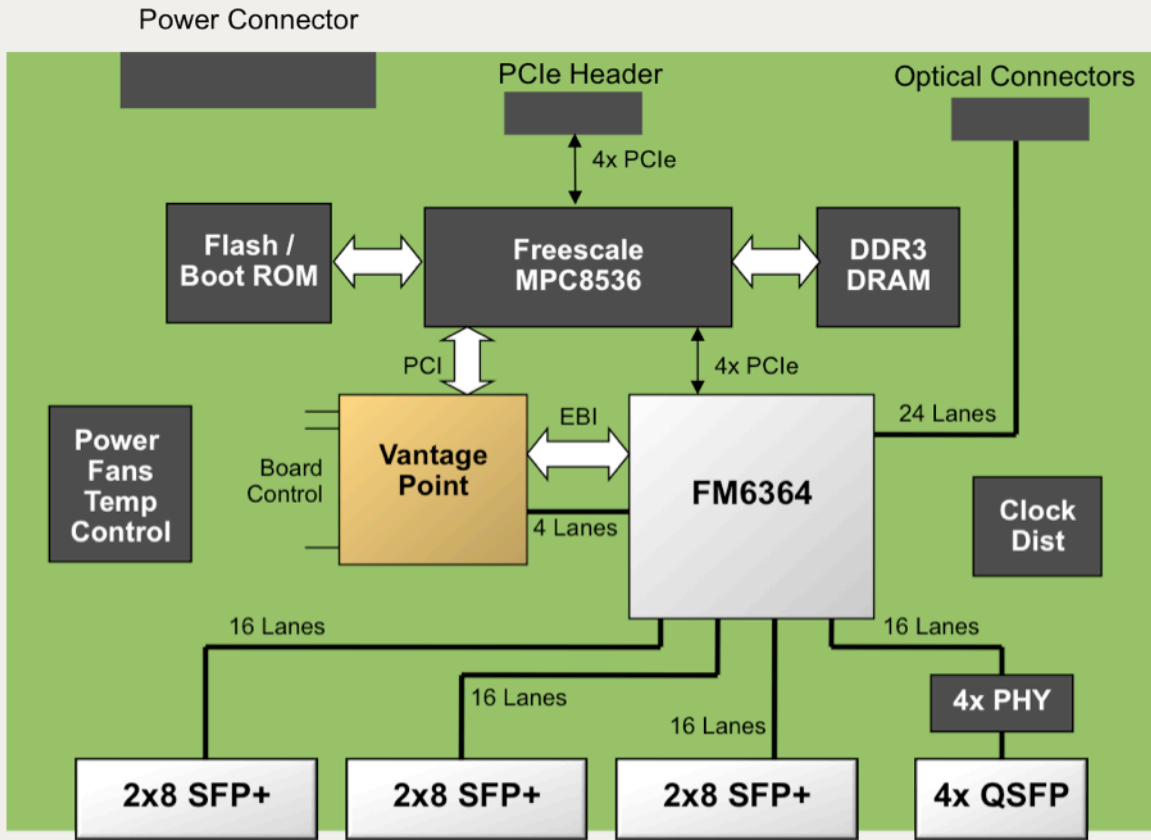 Power Connector
PCIe Header
Optical Connectors
4x PCIe
Flash /
Boot ROM
Freescale
MPC8536
DDR3
DRAM
PCI
4x PCIe
24 Lanes
Power
Fans
Temp
Control
Board
Control
Vantage
Point
EBI
4 Lanes
FM6364
Clock
Dist
16 Lanes
16 Lanes
16 Lanes
16 Lanes
4x PHY
2x8 SFP+
2x8 SFP+
2x8 SFP+
4x QSFP